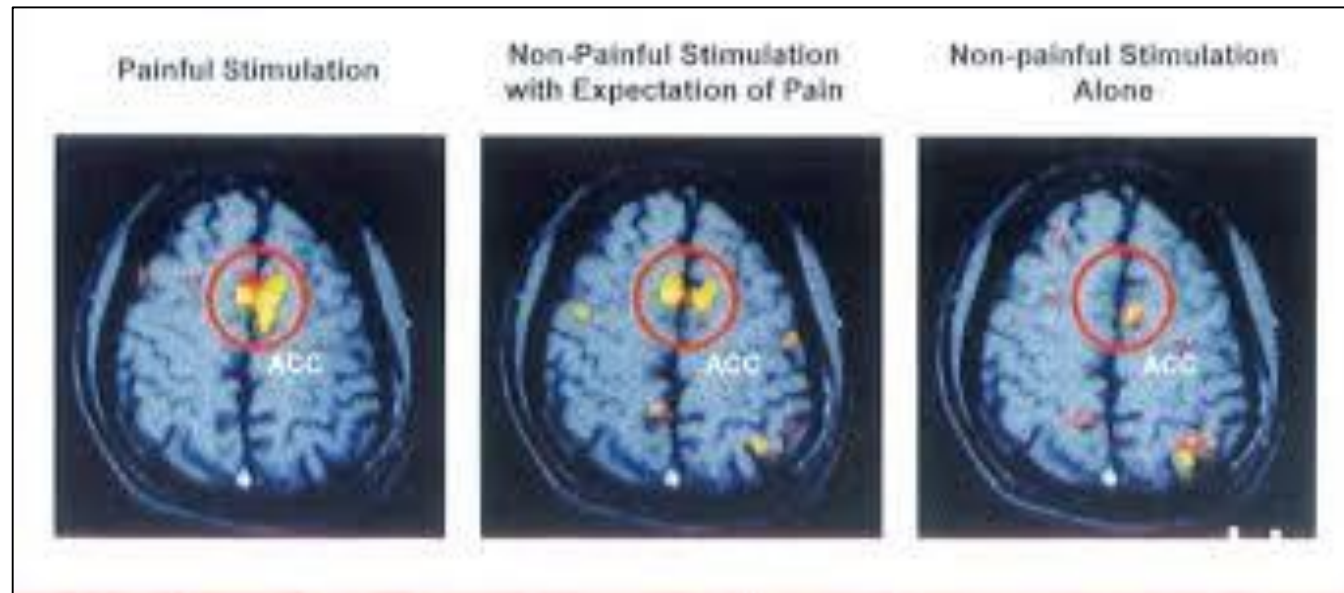 Painful Stimulation
Non-Painful Stimulation
with Expectation of Pain
Non-painful Stimulation
Alone
ACC
ACC
ACC